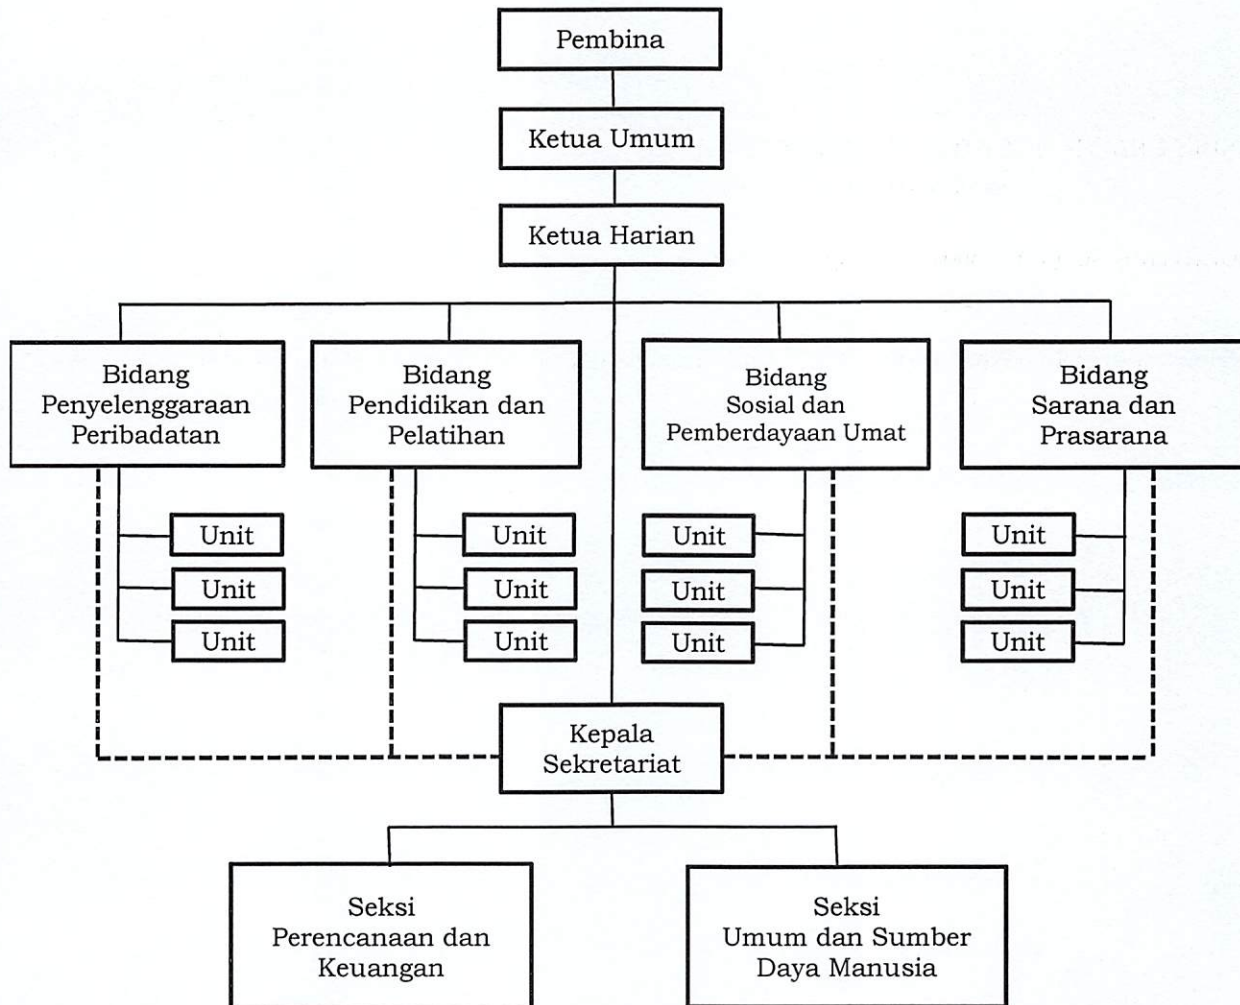 Pembina
Ketua Umum
Ketua Harian
Bidang
Penyelenggaraan
Peribadatan
Bidang
Pendidikan dan
Pelatihan
Bidang
Sosial dan
Pemberdayaan Umat
Bidang
Sarana dan
Prasarana
Unit
Unit
Unit
Unit
Unit
Unit
Unit
Unit
Unit
Unit
Unit
Unit
Kepala
Sekretariat
Seksi
Perencanaan dan
Keuangan
Seksi
Umum dan Sumber
Daya Manusia